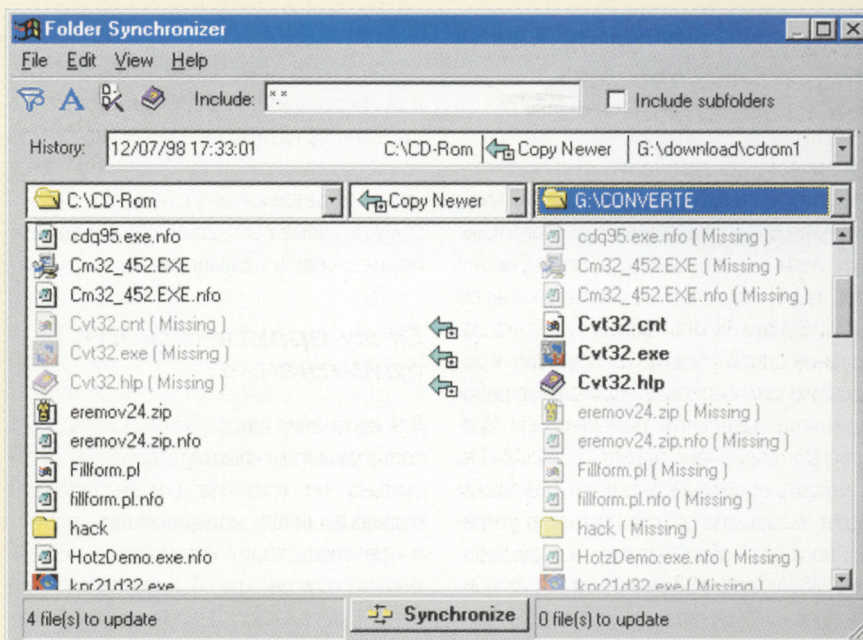 Folder Synchronizer
File Edit View Help
Include: *.* Include subfolders
History: 12/07/98 17:33:01 C:\CD-Rom Copy Newer G:\download\cdrom1
C:\CD-Rom Copy Newer G:\CONVERTE
cdq95.exe.nfo cdq95.exe.nfo ( Missing )
Cm32_452.EXE Cm32_452.EXE ( Missing )
Cm32_452.EXE.nfo Cm32_452.EXE.nfo ( Missing )
Cvt32.cnt ( Missing ) Cvt32.cnt
Cvt32.exe ( Missing ) Cvt32.exe
Cvt32.hlp ( Missing ) Cvt32.hlp
eremov24.zip eremov24.zip ( Missing )
eremov24.zip.nfo eremov24.zip.nfo ( Missing )
Fillform.pl Fillform.pl ( Missing )
fillform.pl.nfo fillform.pl.nfo ( Missing )
hack hack ( Missing )
HotzDemo.exe.nfo HotzDemo.exe.nfo ( Missing )
kpr21d32.exe kpr21d32.exe ( Missing )
4 file(s) to update Synchronize 0 file(s) to update